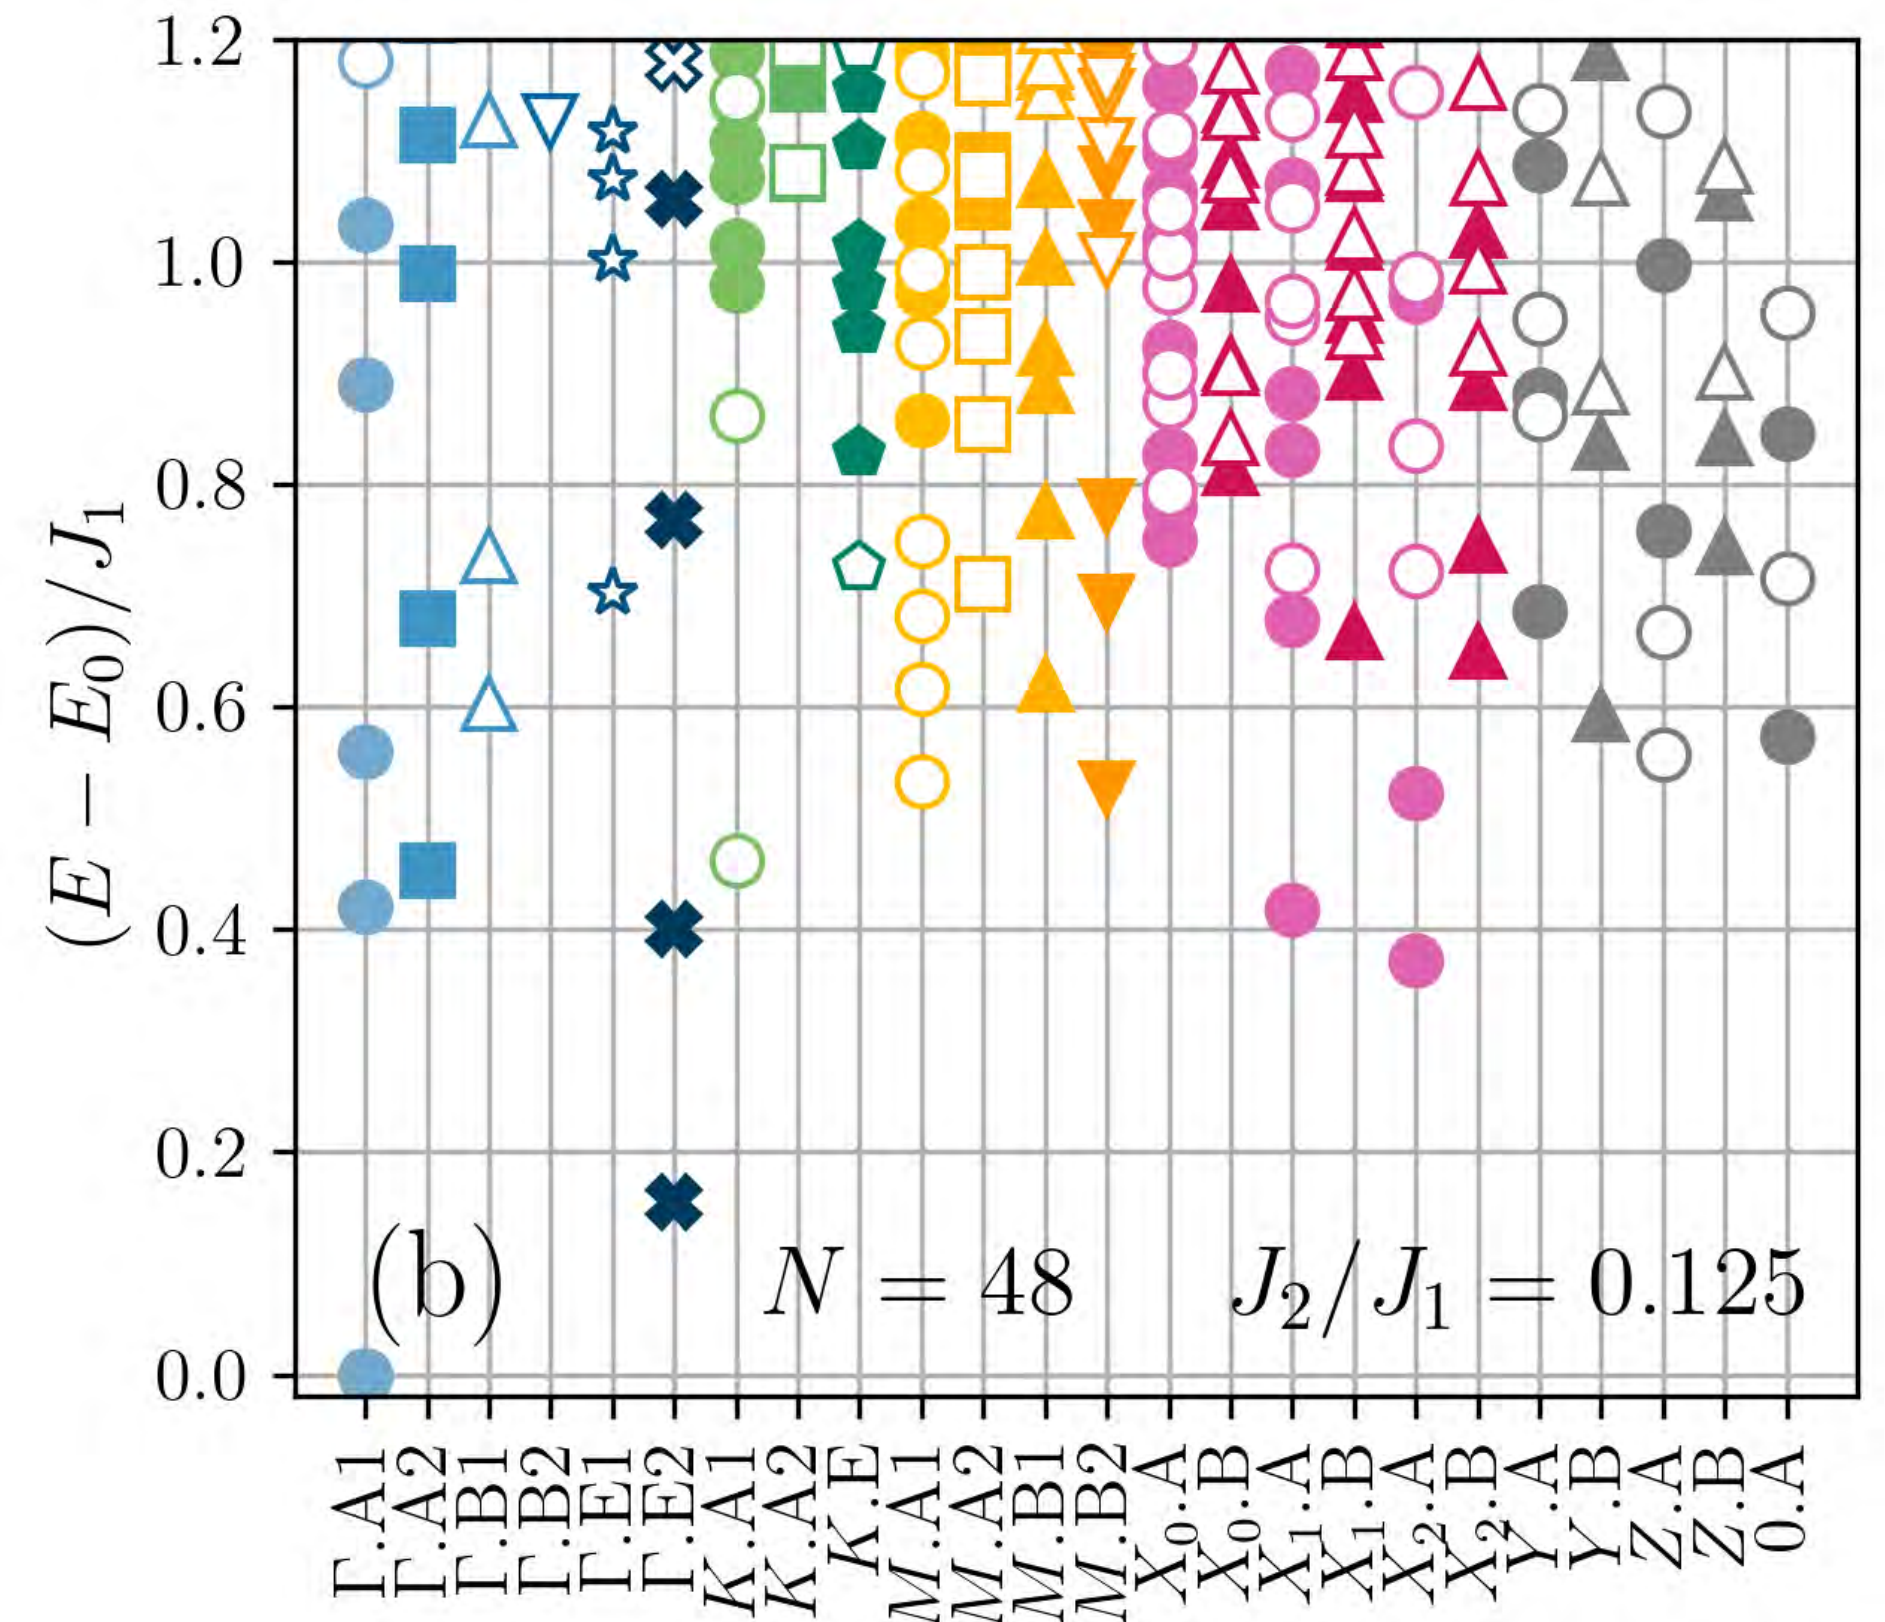 (E − E₀)/J₁
1.2
1.0
0.8
0.6
0.4
0.2
0.0
(b) N = 48 J₂/J₁ = 0.125
Γ.A1
Γ.A2
Γ.B1
Γ.B2
Γ.E1
Γ.E2
K.A1
K.A2
K.E
M.A1
M.A2
M.B1
M.B2
X₀.A
X₀.B
X₁.A
X₁.B
X₂.A
X₂.B
Y.A
Y.B
Z.A
Z.B
0.A